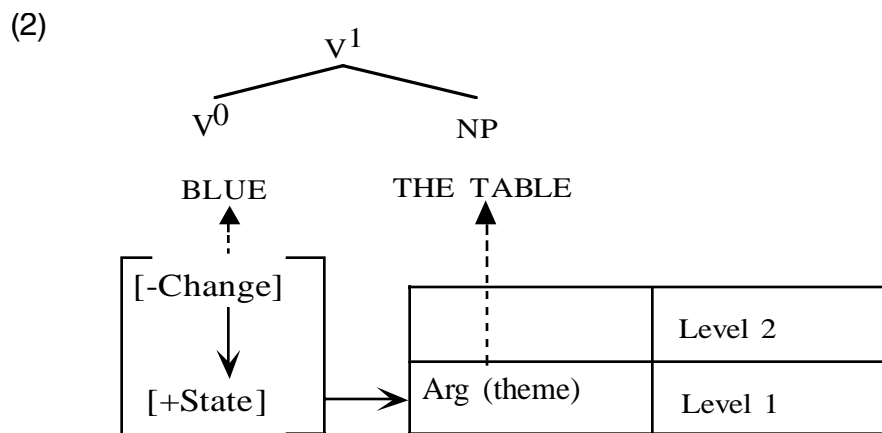 (2)
V1
V0 NP
BLUE THE TABLE
[-Change]
Level 2
[+State] Arg (theme) Level 1